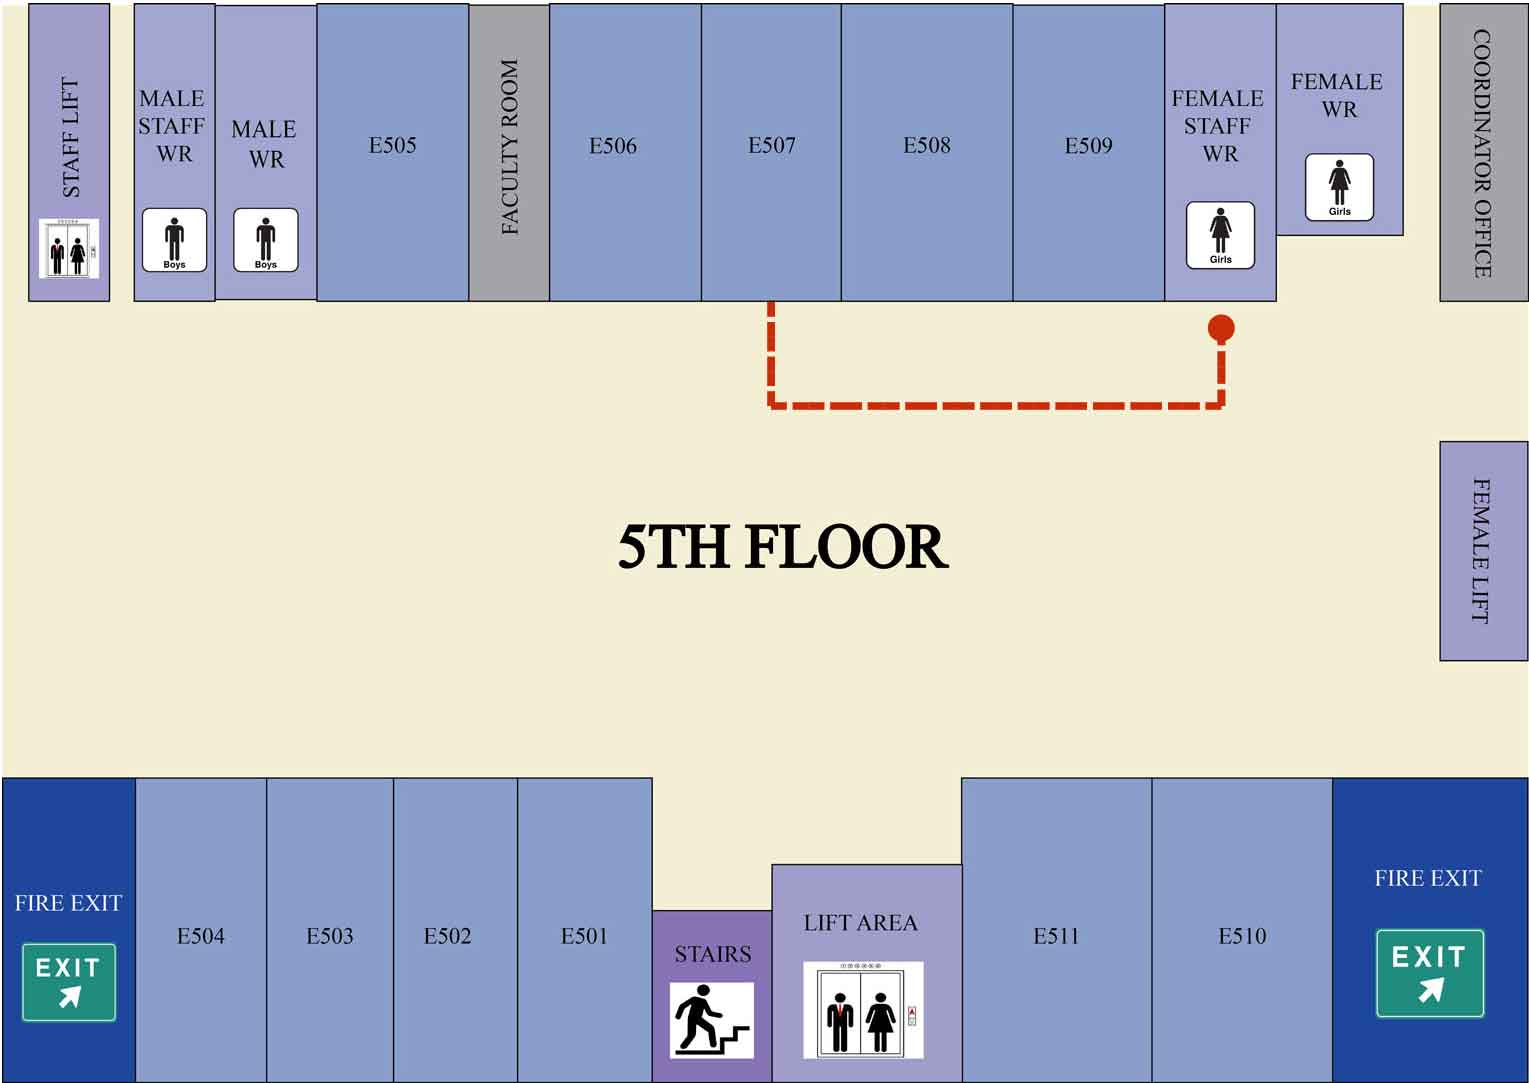 STAFF LIFT
MALE
STAFF
WR
Boys
MALE
WR
Boys
E505
FACULTY ROOM
E506
E507
E508
E509
FEMALE
STAFF
WR
Girls
FEMALE
WR
Girls
COORDINATOR OFFICE
5TH FLOOR
FEMALE LIFT
FIRE EXIT
EXIT
E504
E503
E502
E501
STAIRS
LIFT AREA
E511
E510
FIRE EXIT
EXIT